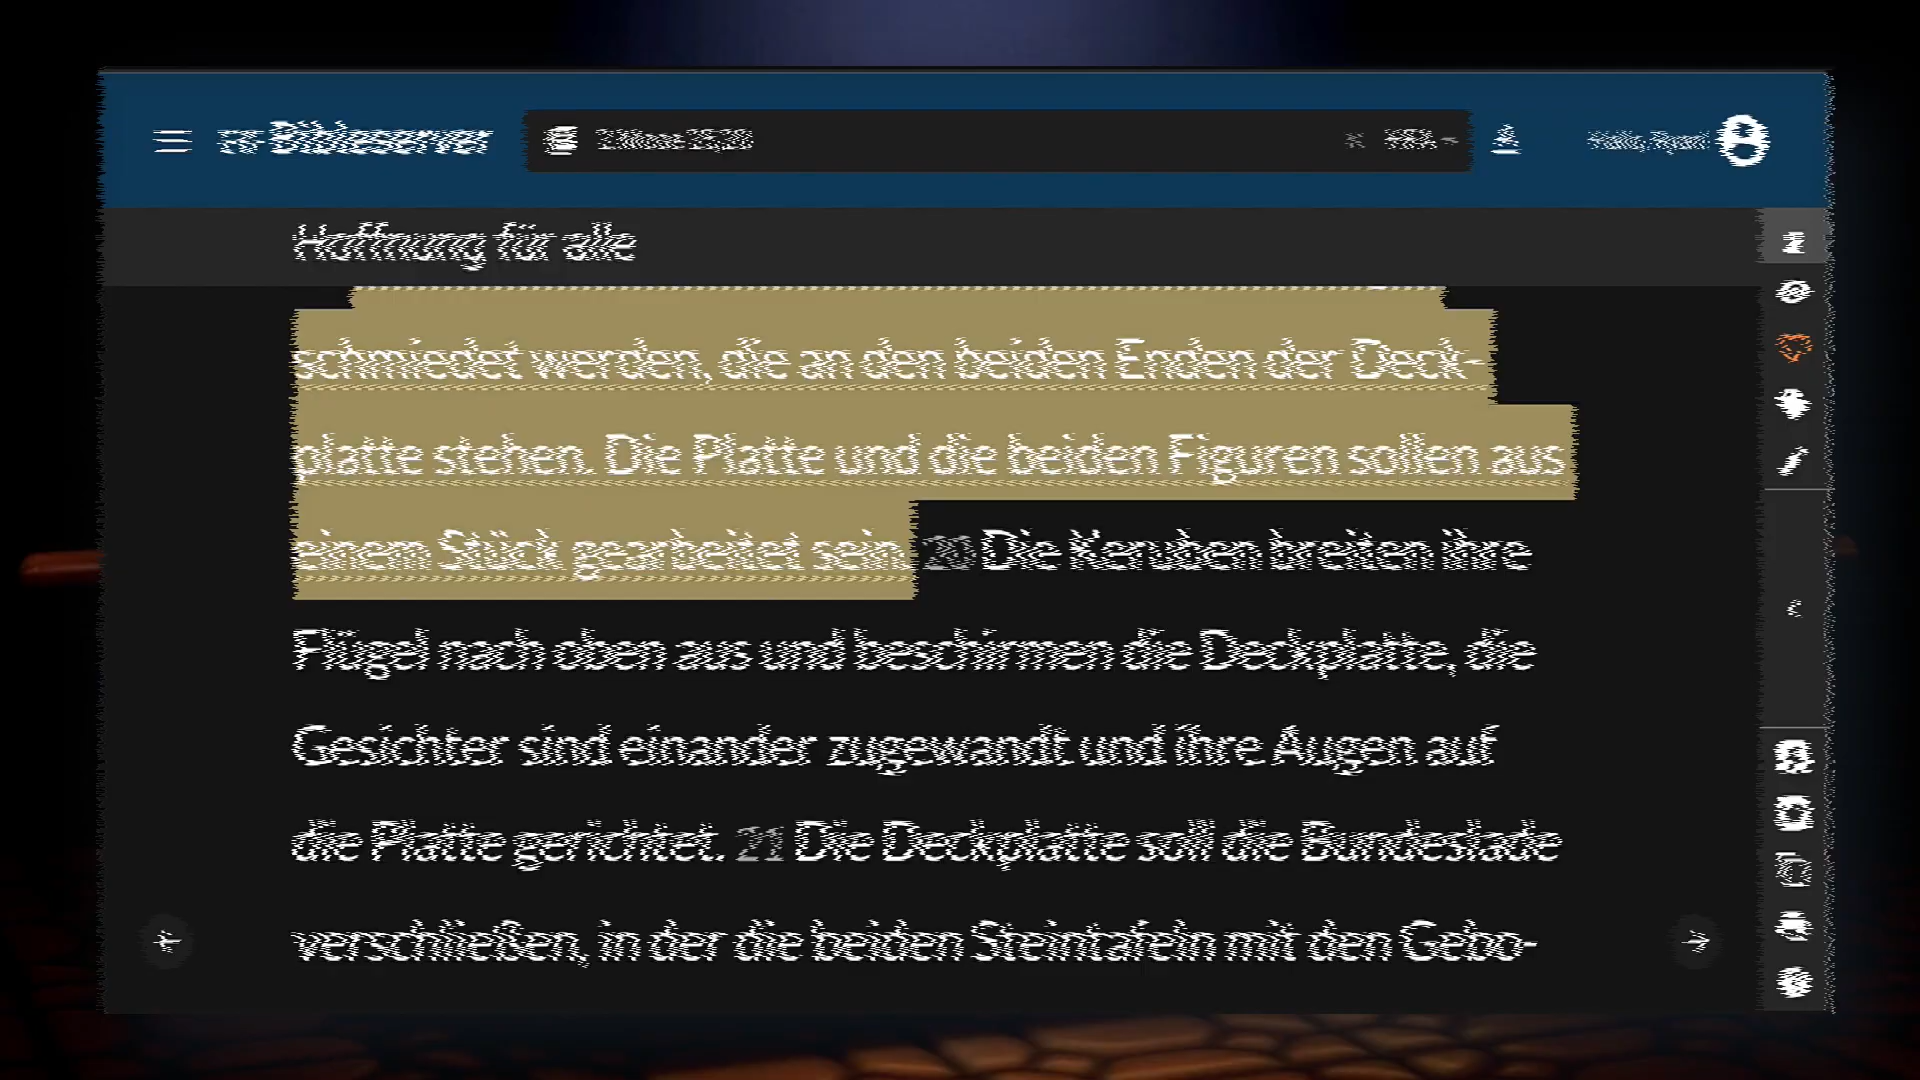 Bibleserver
Hoffnung für alle
schmiedet werden, die an den beiden Enden der Deck-
platte stehen. Die Platte und die beiden Figuren sollen aus
einem Stück gearbeitet sein. 20 Die Keruben breiten ihre
Flügel nach oben aus und beschirmen die Deckplatte, die
Gesichter sind einander zugewandt und ihre Augen auf
die Platte gerichtet. 21 Die Deckplatte soll die Bundeslade
verschließen, in der die beiden Steintafeln mit den Gebo-